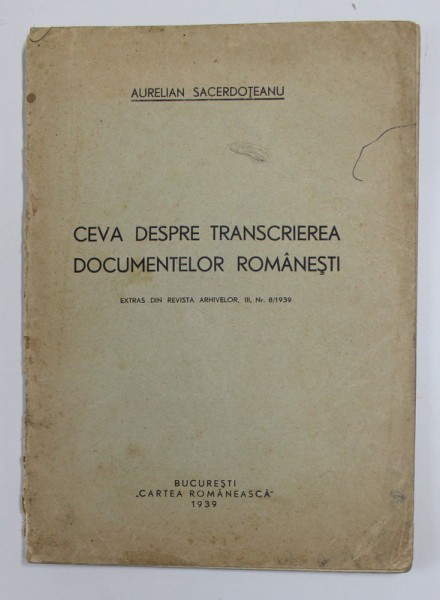 AURELIAN SACERDOȚEANU
CEVA DESPRE TRANSCRIEREA
DOCUMENTELOR ROMÂNEȘTI
EXTRAS DIN REVISTA ARHIVELOR, III, Nr. 8/1939
BUCUREȘTI
„CARTEA ROMÂNEASCĂ"
1939